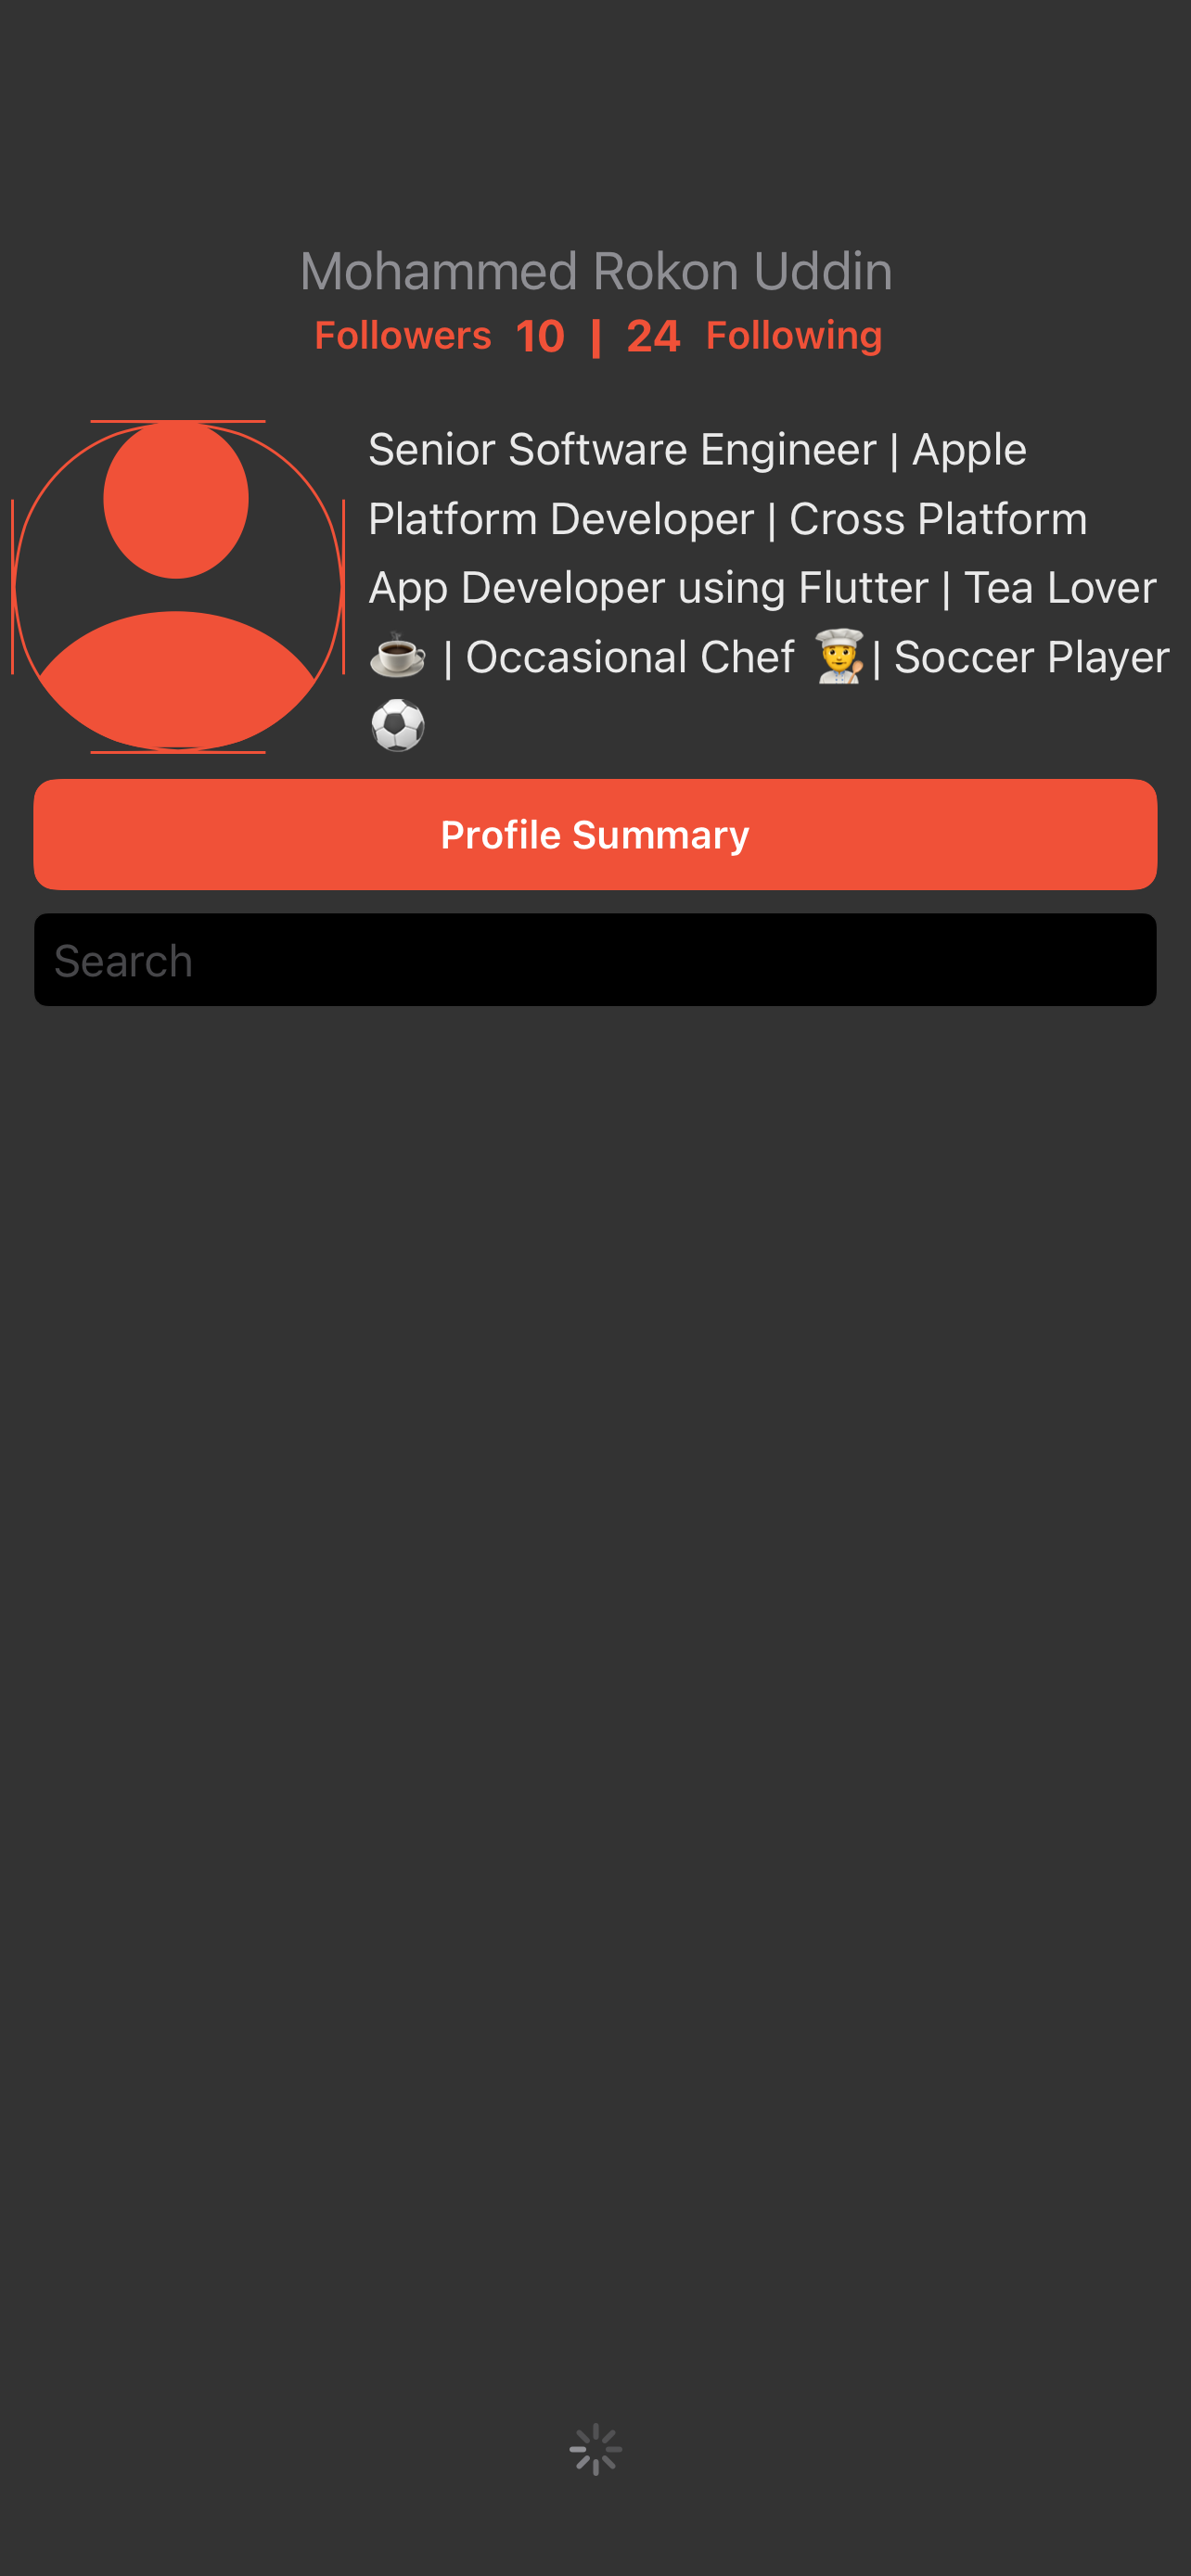 Mohammed Rokon Uddin
Followers 10 | 24 Following
Senior Software Engineer | Apple
Platform Developer | Cross Platform
App Developer using Flutter | Tea Lover
☕ | Occasional Chef 🧑‍🍳| Soccer Player
⚽
Profile Summary
Search